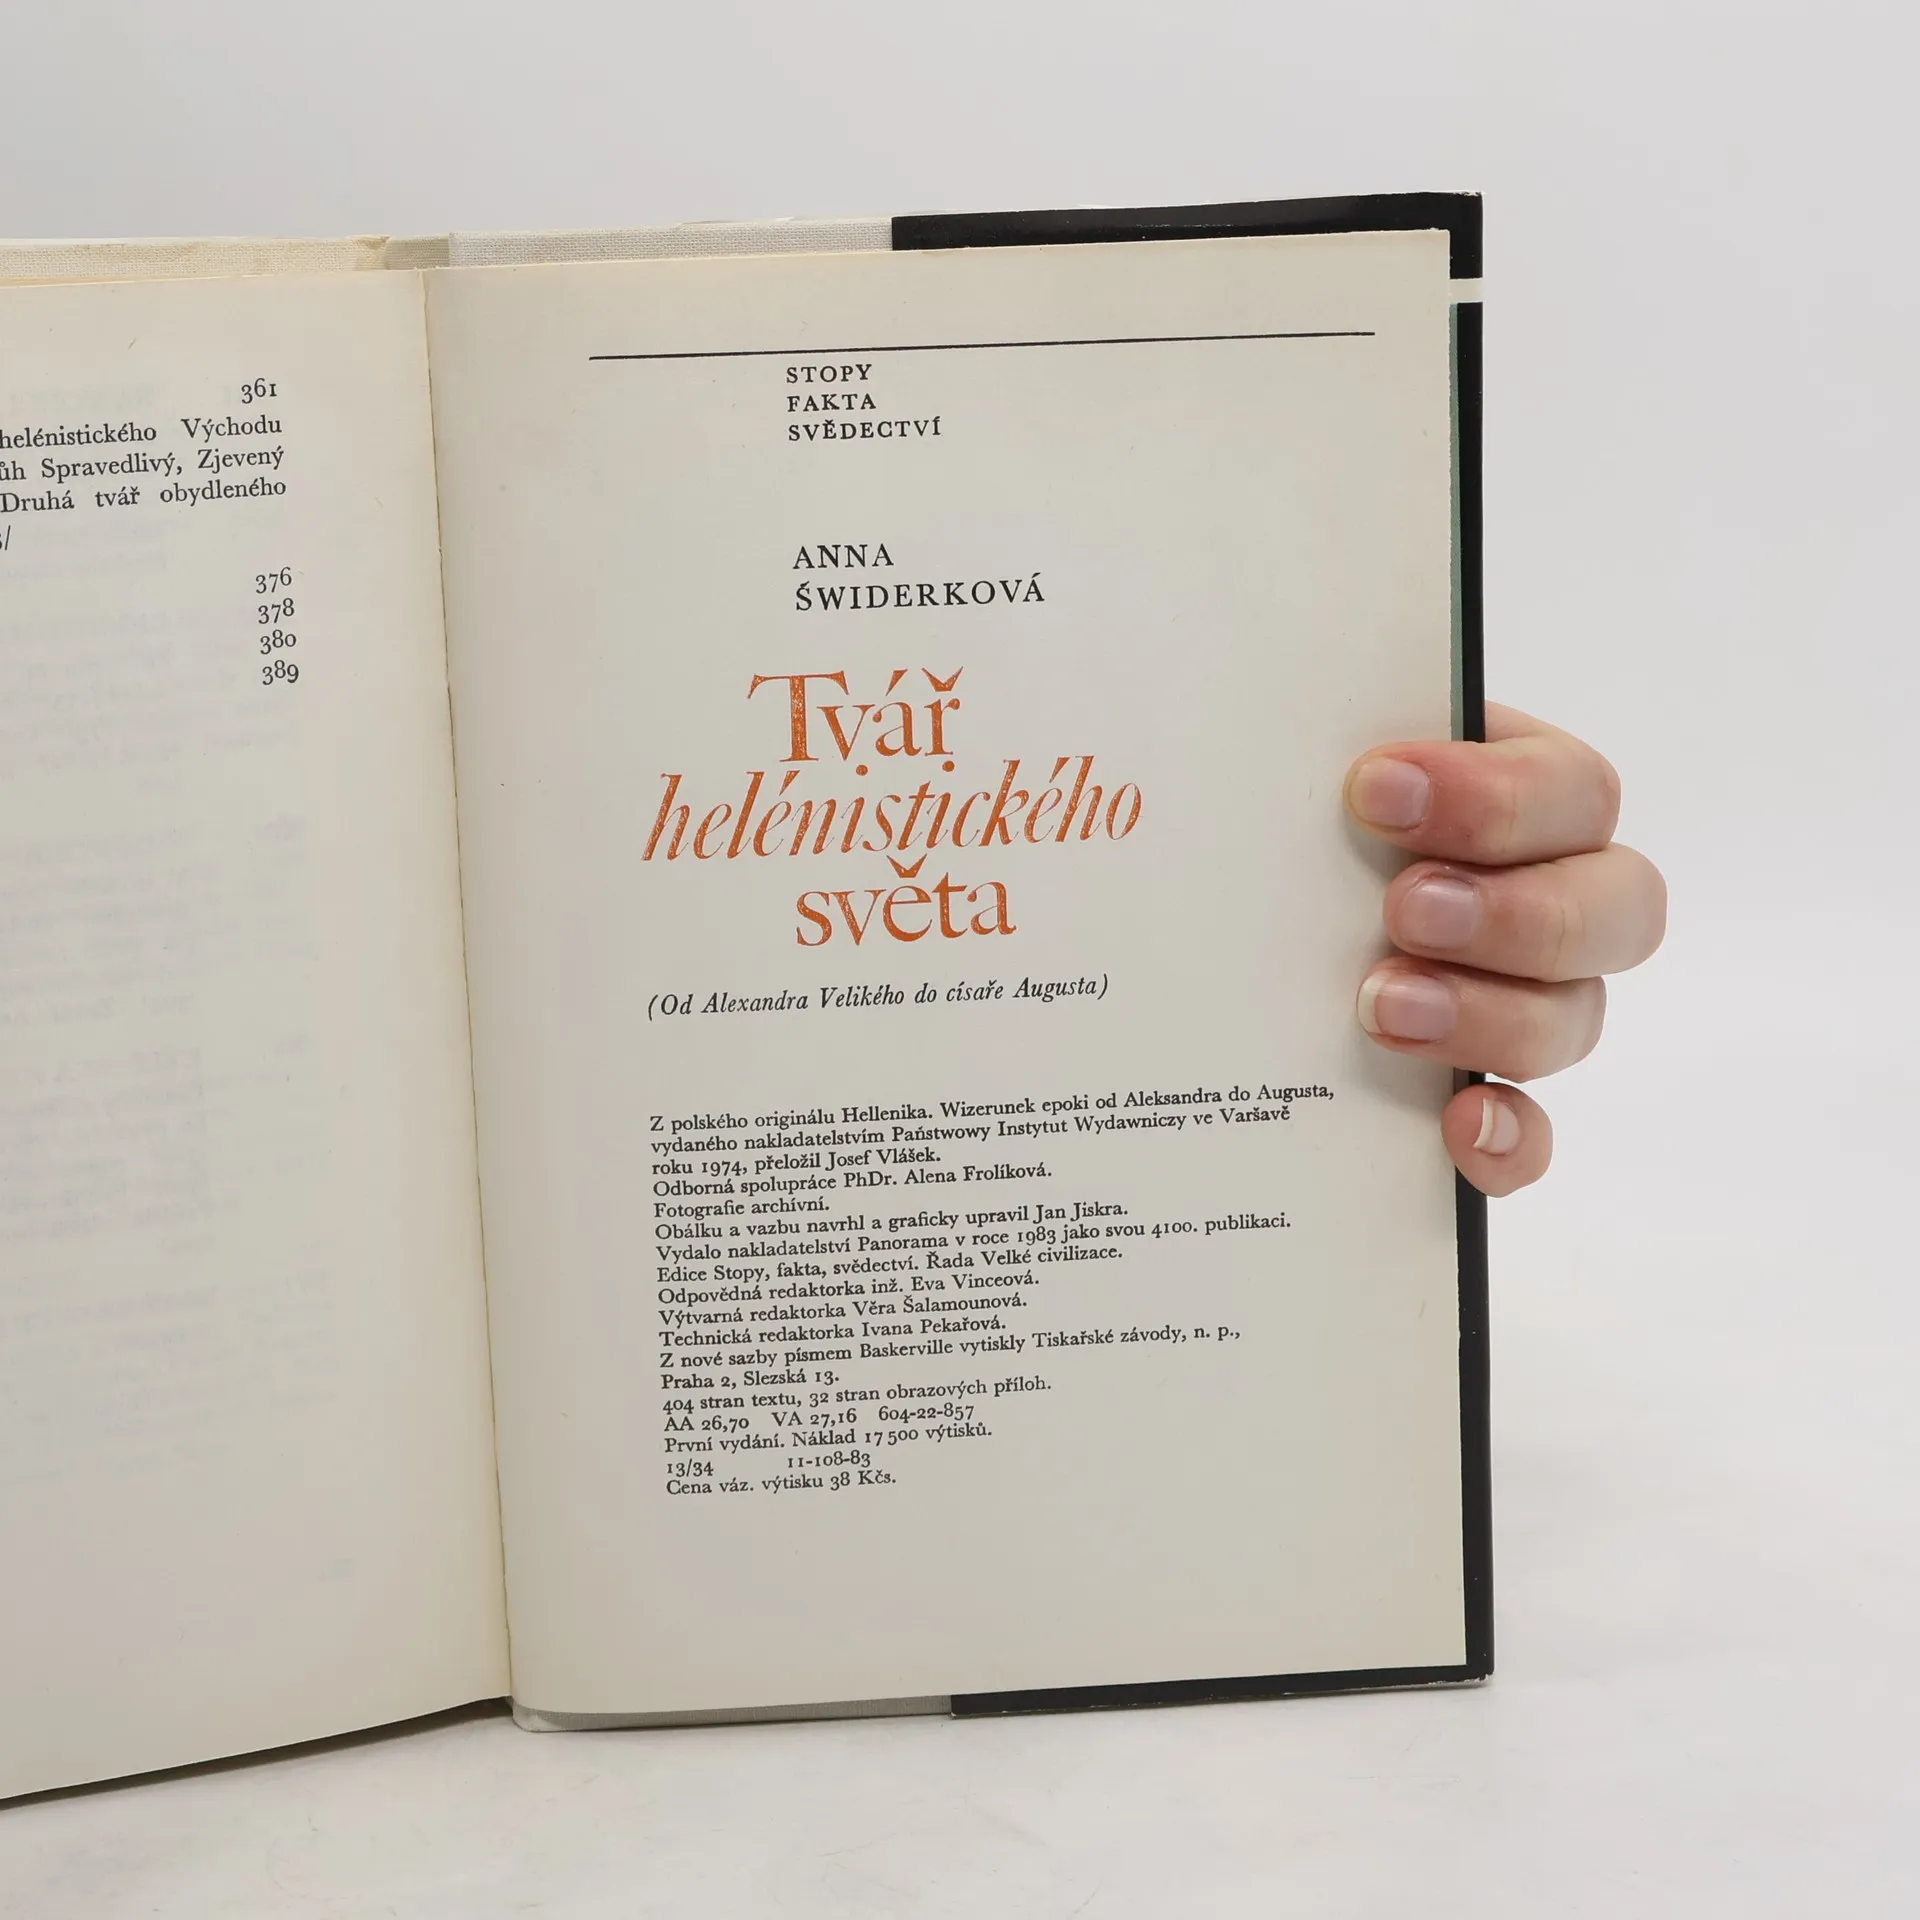 361
helénistického Východu
ůh Spravedlivý, Zjevený
Druhá tvář obydleného
/
376
378
380
389
STOPY
FAKTA
SVĚDECTVÍ
ANNA
ŚWIDERKOVÁ
Tvář
helénistického
světa
(Od Alexandra Velikého do císaře Augusta)
Z polského originálu Hellenika. Wizerunek epoki od Aleksandra do Augusta,
vydaného nakladatelstvím Państwowy Instytut Wydawniczy ve Varšavě
roku 1974, přeložil Josef Vlášek.
Odborná spolupráce PhDr. Alena Frolíková.
Fotografie archívní.
Obálku a vazbu navrhl a graficky upravil Jan Jiskra.
Vydalo nakladatelství Panorama v roce 1983 jako svou 4100. publikaci.
Edice Stopy, fakta, svědectví. Řada Velké civilizace.
Odpovědná redaktorka inž. Eva Vinceová.
Výtvarná redaktorka Věra Šalamounová.
Technická redaktorka Ivana Pekařová.
Z nové sazby písmem Baskerville vytiskly Tiskařské závody, n. p.,
Praha 2, Slezská 13.
404 stran textu, 32 stran obrazových příloh.
AA 26,70 VA 27,16 604-22-857
První vydání. Náklad 17 500 výtisků.
13/34 11-108-83
Cena váz. výtisku 38 Kčs.